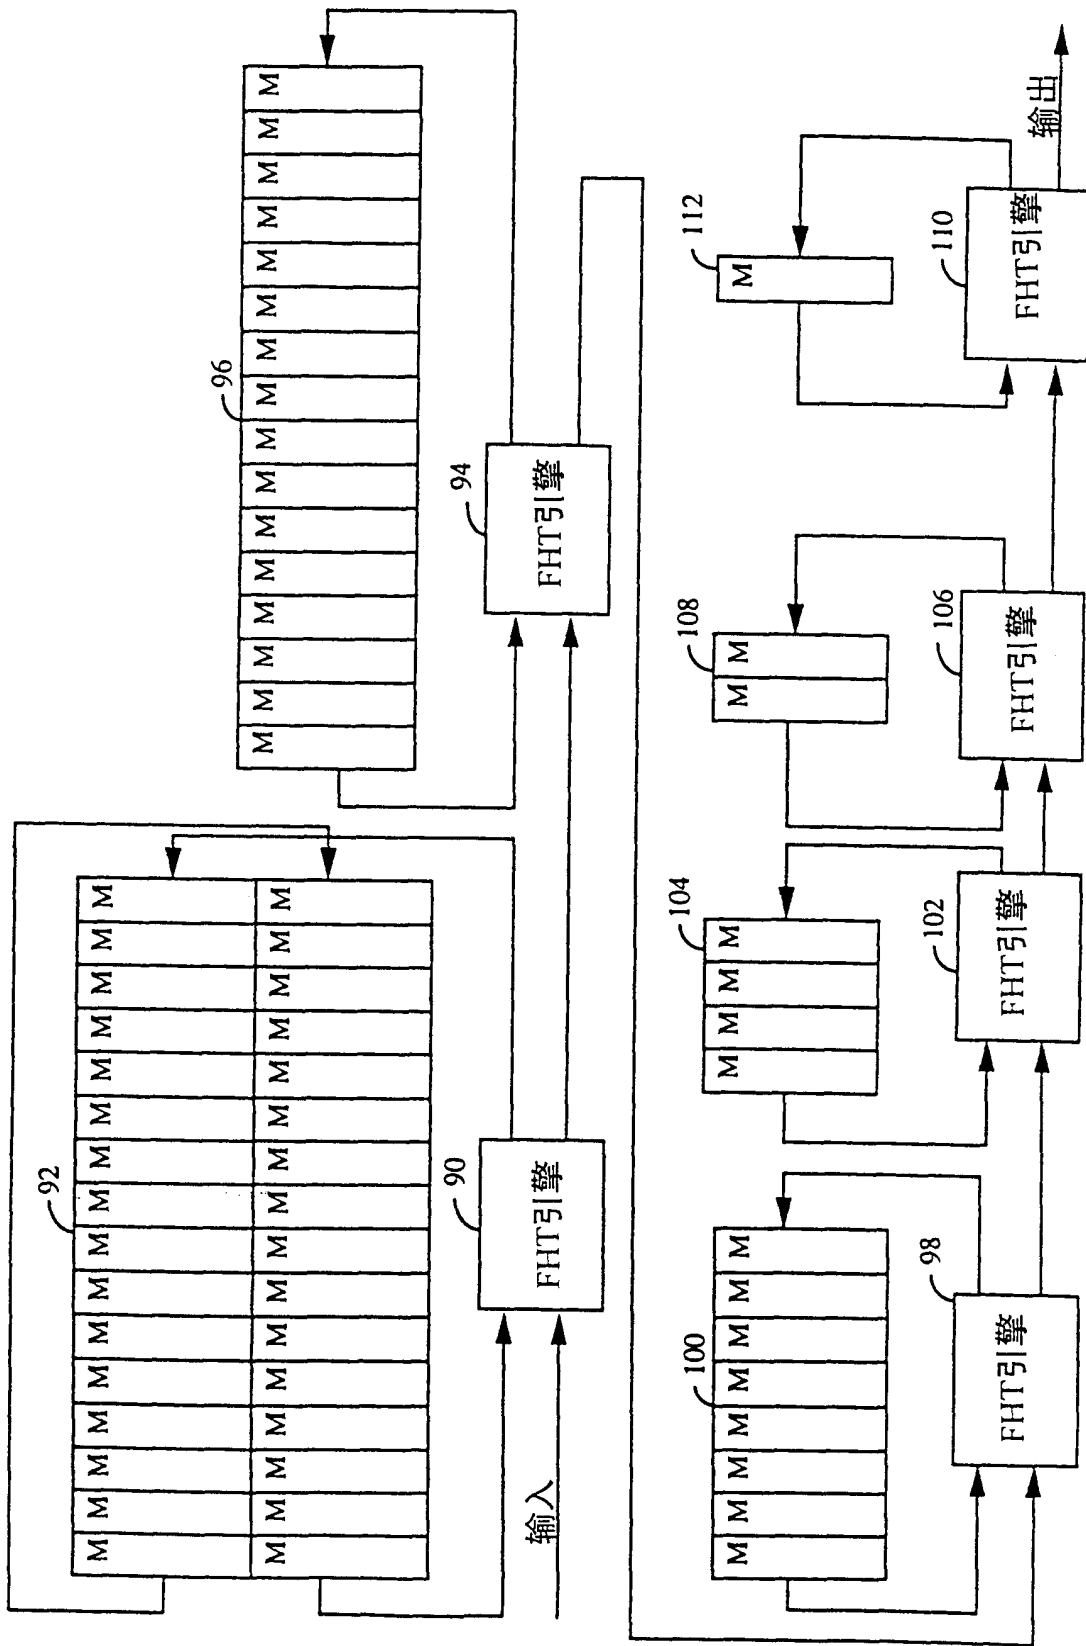 92
M M M M M M M M M M M M M M M M
M M M M M M M M M M M M M M M M
90
FHT引擎
输入
96
M M M M M M M M M M M M M M M M
94
FHT引擎
100
M M M M M M M M
98
FHT引擎
104
M M M M
102
FHT引擎
108
M M
106
FHT引擎
112
M
110
FHT引擎
输出